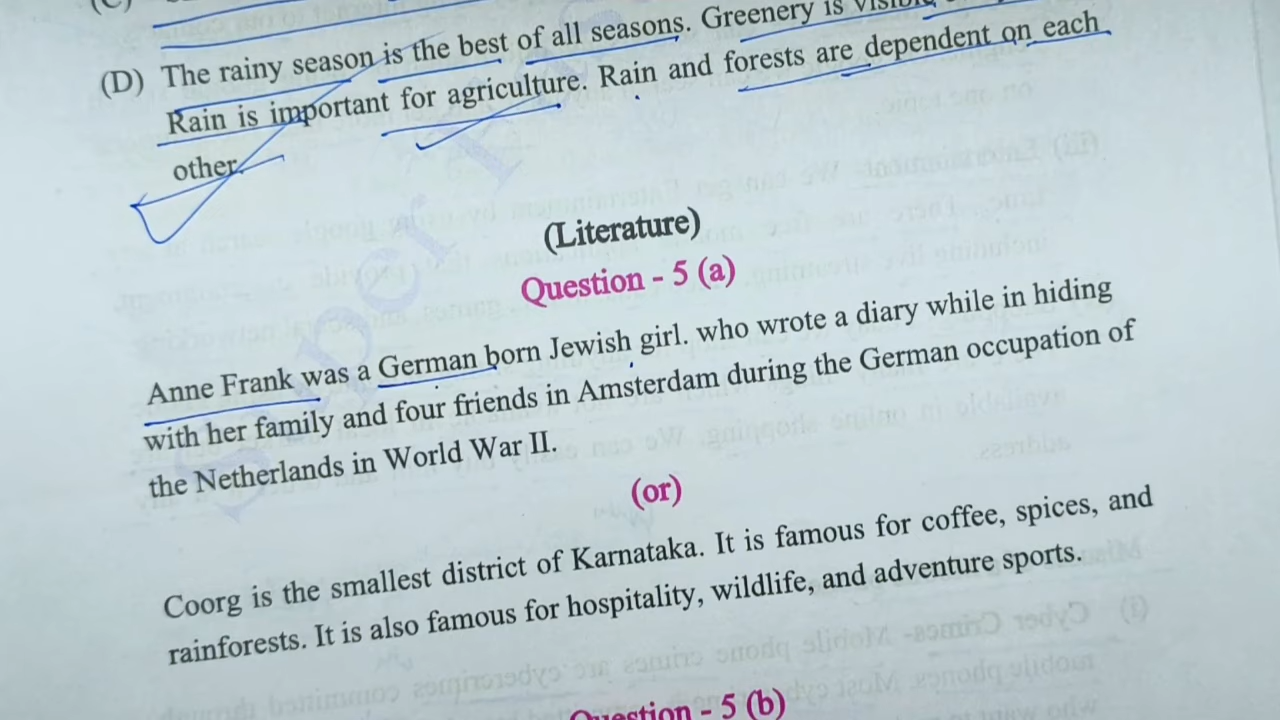 (D) The rainy season is the best of all seasons. Greenery is
Rain is important for agriculture. Rain and forests are dependent on each
other.
(Literature)
Question - 5 (a)
Anne Frank was a German born Jewish girl. who wrote a diary while in hiding
with her family and four friends in Amsterdam during the German occupation of
the Netherlands in World War II.
(or)
Coorg is the smallest district of Karnataka. It is famous for coffee, spices, and
rainforests. It is also famous for hospitality, wildlife, and adventure sports.
Question - 5 (b)